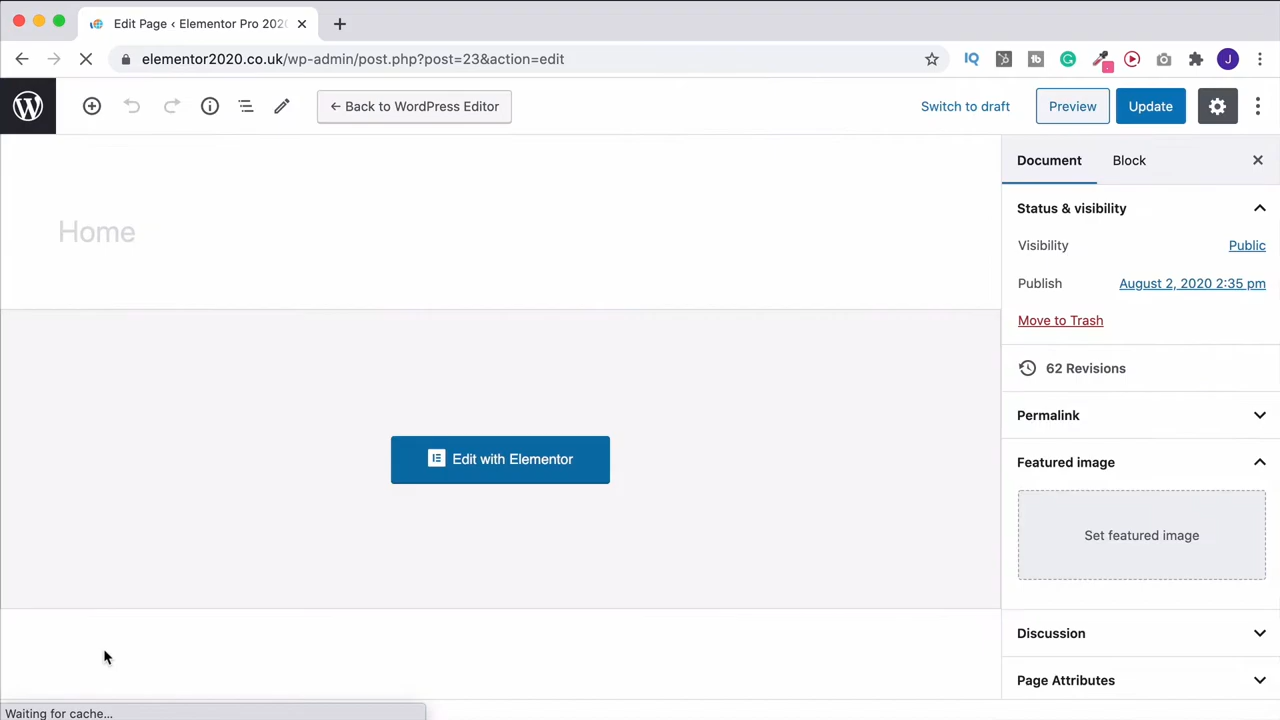 Edit Page ‹ Elementor Pro 2020
elementor2020.co.uk/wp-admin/post.php?post=23&action=edit
IQ
tb
J
← Back to WordPress Editor
Switch to draft
Preview
Update
Document
Block
Home
Status & visibility
Visibility
Public
Publish
August 2, 2020 2:35 pm
Move to Trash
62 Revisions
Permalink
Edit with Elementor
Featured image
Set featured image
Discussion
Page Attributes
Waiting for cache...